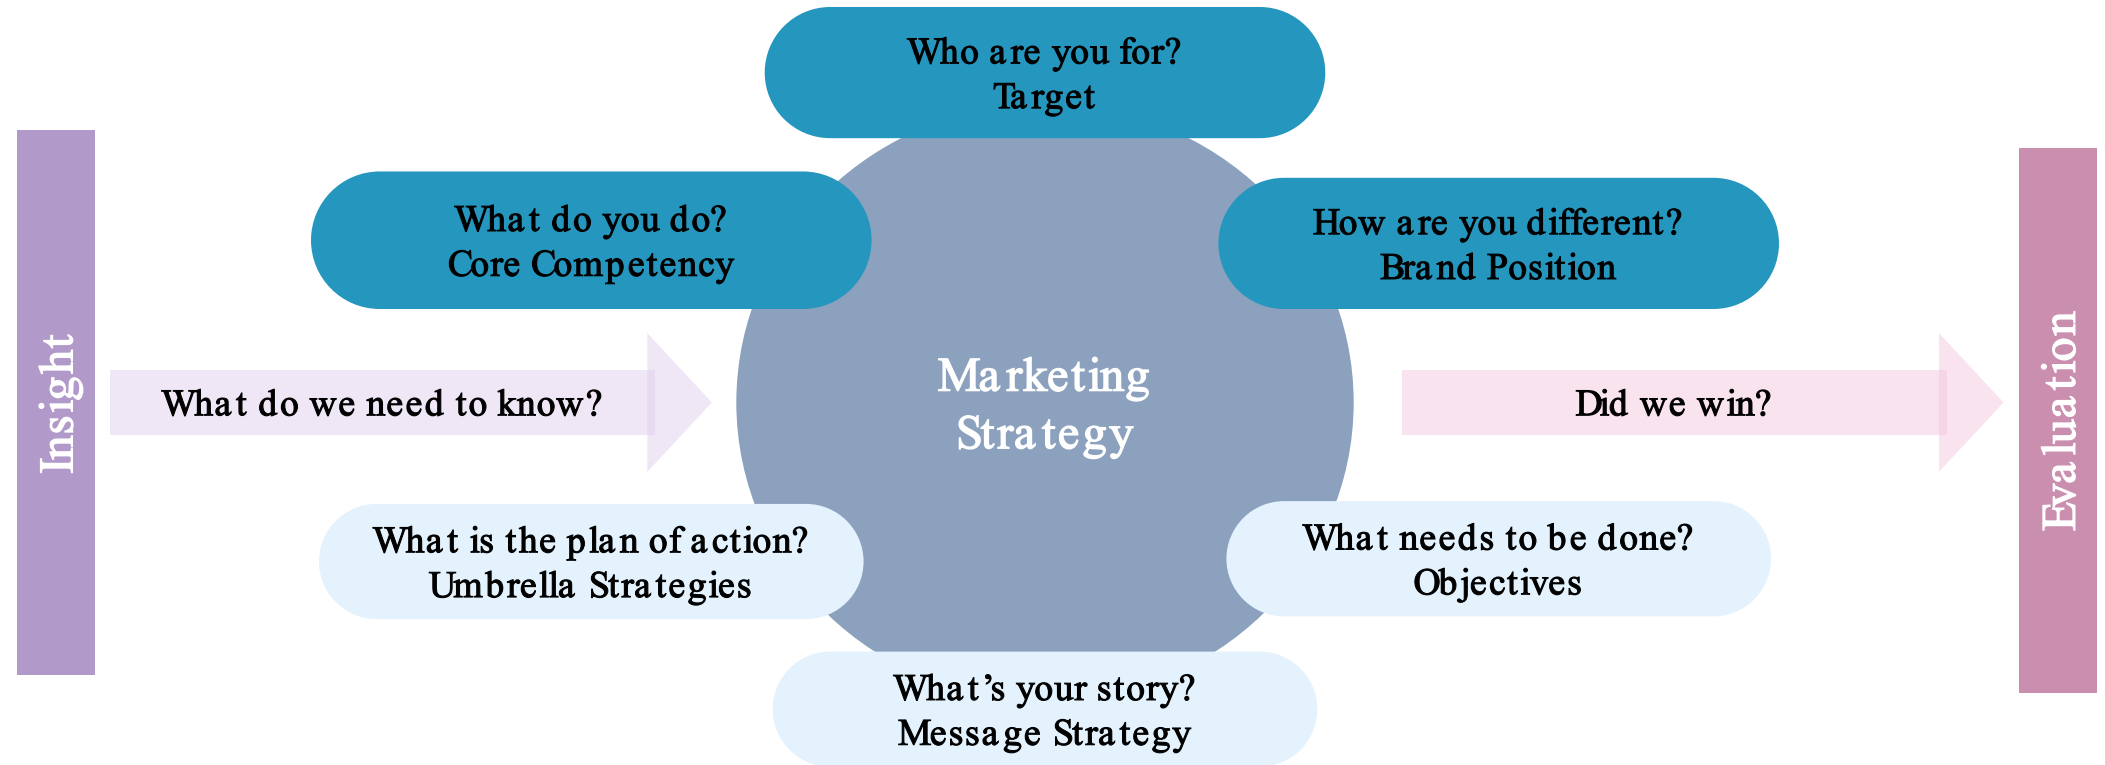 Who are you for?
Target
What do you do?
Core Competency
How are you different?
Brand Position
Insight
What do we need to know?
Marketing
Strategy
Did we win?
Evaluation
What is the plan of action?
Umbrella Strategies
What needs to be done?
Objectives
What’s your story?
Message Strategy